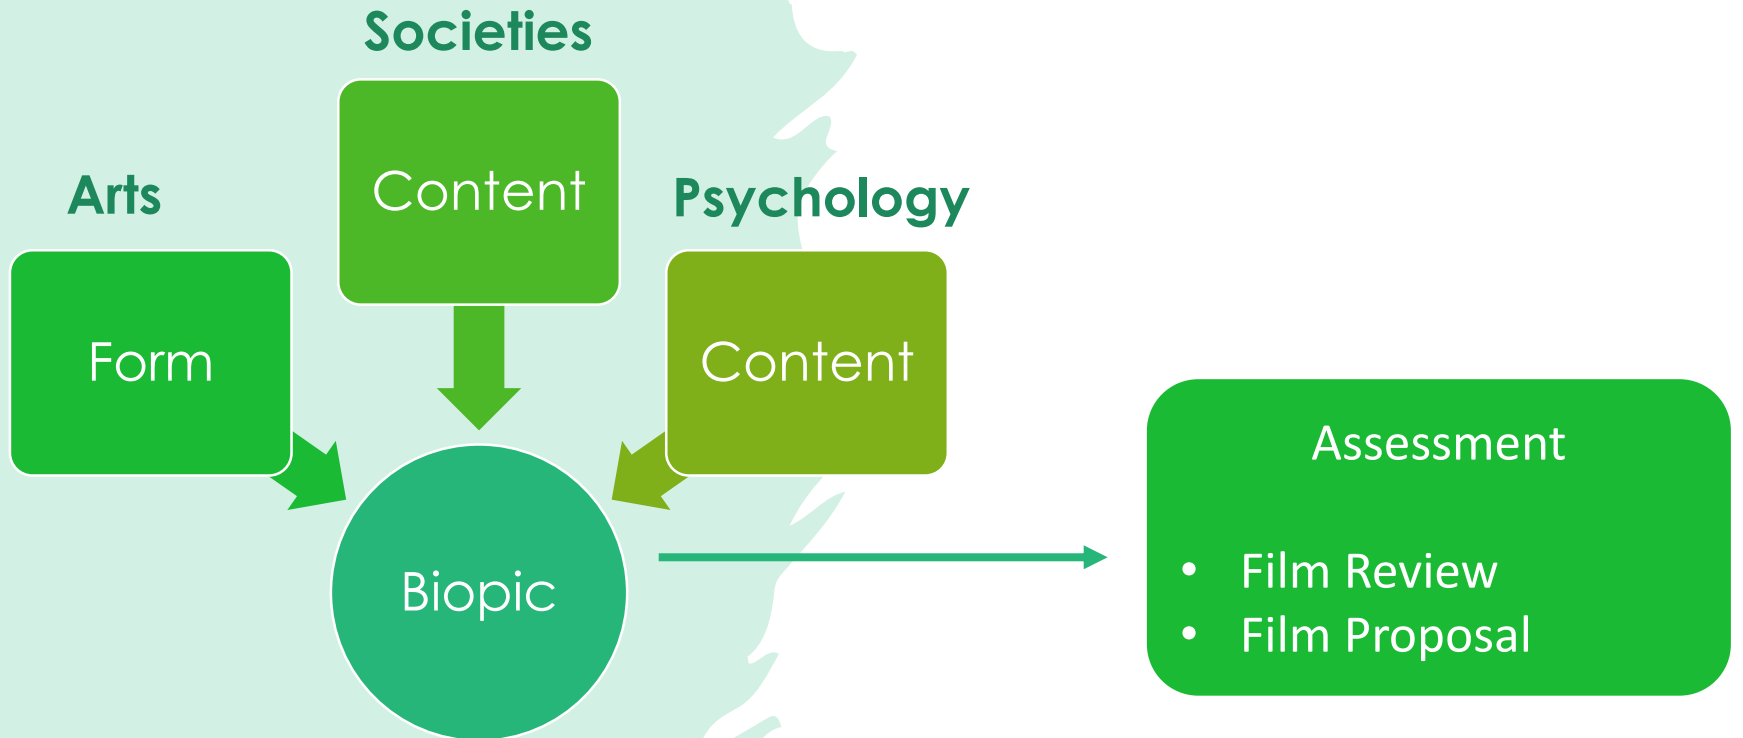 Societies
Content
Arts
Form
Psychology
Content
Biopic
Assessment
• Film Review
• Film Proposal